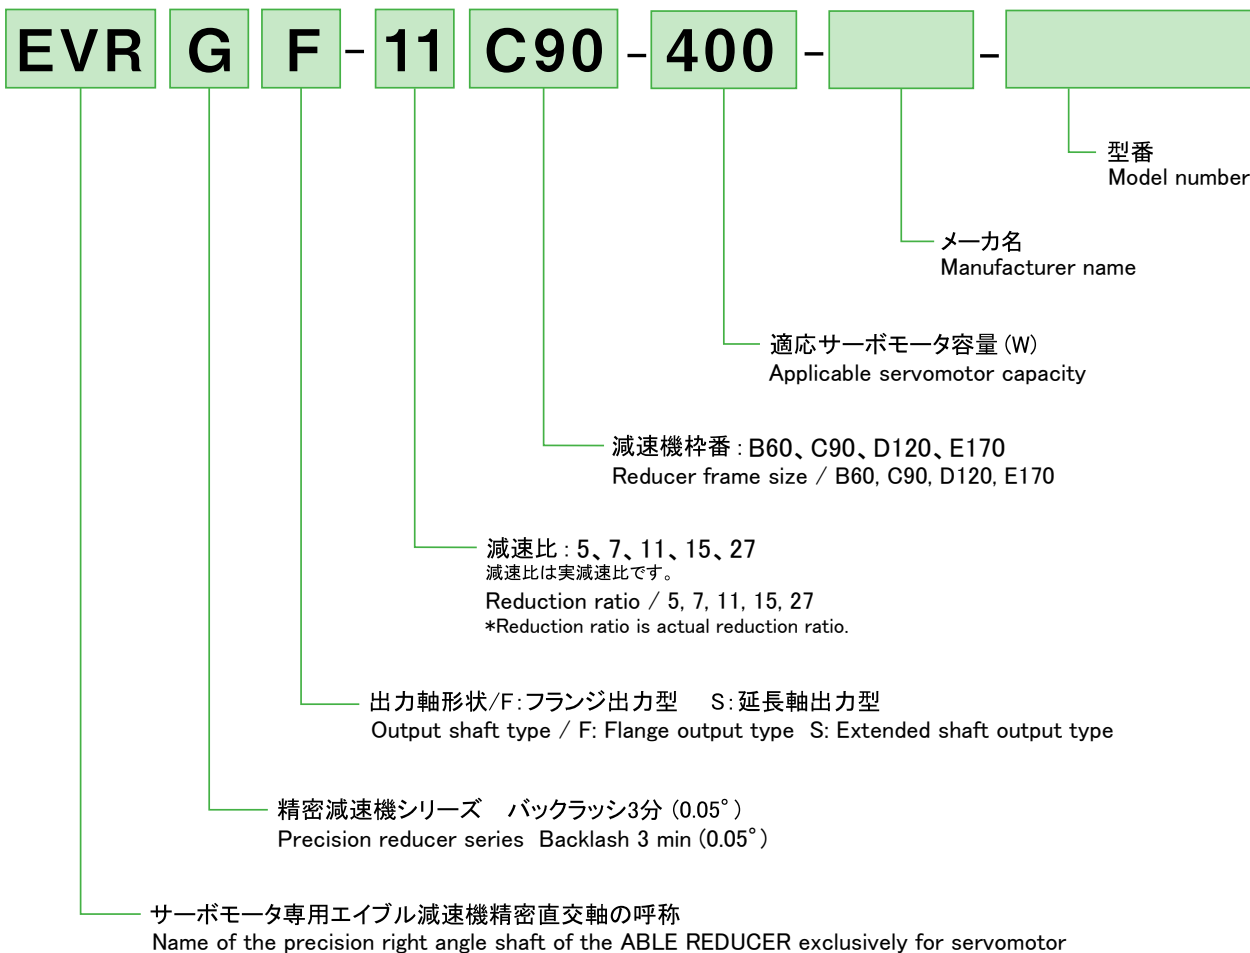 EVR G F - 11 C90 - 400 - -
型番
Model number
メーカ名
Manufacturer name
適応サーボモータ容量(W)
Applicable servomotor capacity
減速機枠番:B60、C90、D120、E170
Reducer frame size / B60, C90, D120, E170
減速比:5、7、11、15、27
減速比は実減速比です。
Reduction ratio / 5, 7, 11, 15, 27
*Reduction ratio is actual reduction ratio.
出力軸形状/F:フランジ出力型 S:延長軸出力型
Output shaft type / F: Flange output type S: Extended shaft output type
精密減速機シリーズ バックラッシ3分 (0.05°)
Precision reducer series Backlash 3 min (0.05°)
サーボモータ専用エイブル減速機精密直交軸の呼称
Name of the precision right angle shaft of the ABLE REDUCER exclusively for servomotor